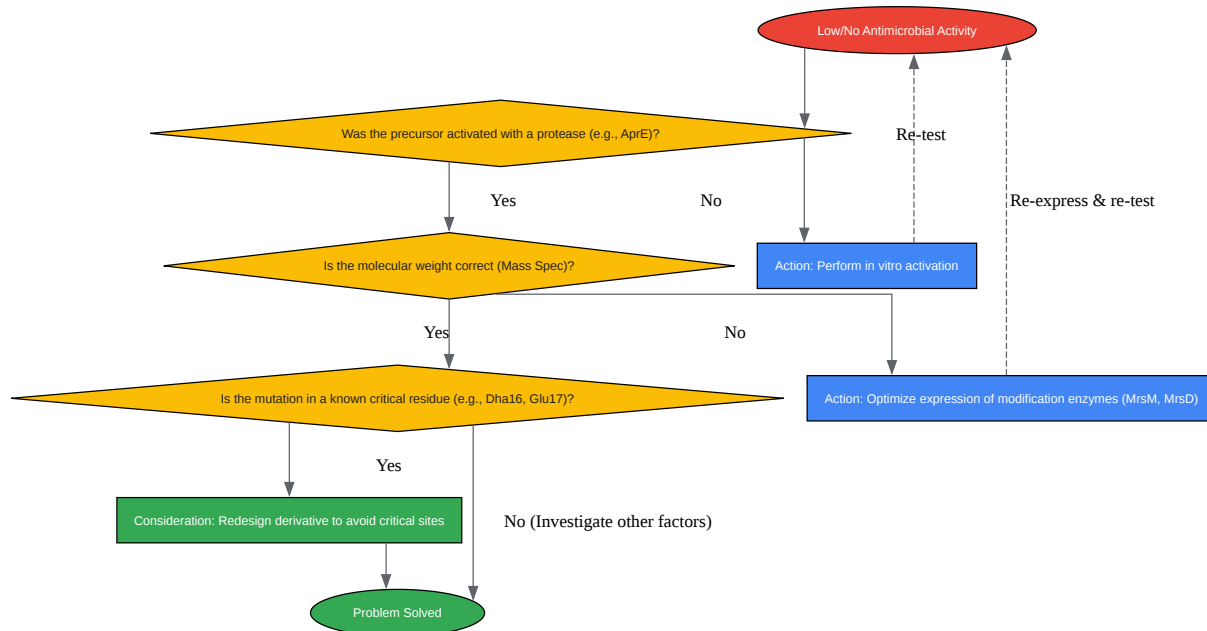 Low/No Antimicrobial Activity
Was the precursor activated with a protease (e.g., AprE)?
Re-test
Yes
No
Re-express & re-test
Is the molecular weight correct (Mass Spec)?
Action: Perform in vitro activation
Yes
No
Is the mutation in a known critical residue (e.g., Dha16, Glu17)?
Action: Optimize expression of modification enzymes (MrsM, MrsD)
Yes
Consideration: Redesign derivative to avoid critical sites
No (Investigate other factors)
Problem Solved